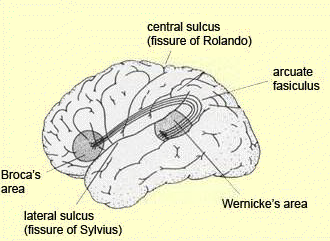 central sulcus
(fissure of Rolando)
arcuate
fasiculus
Broca's
area
Wernicke's area
lateral sulcus
(fissure of Sylvius)